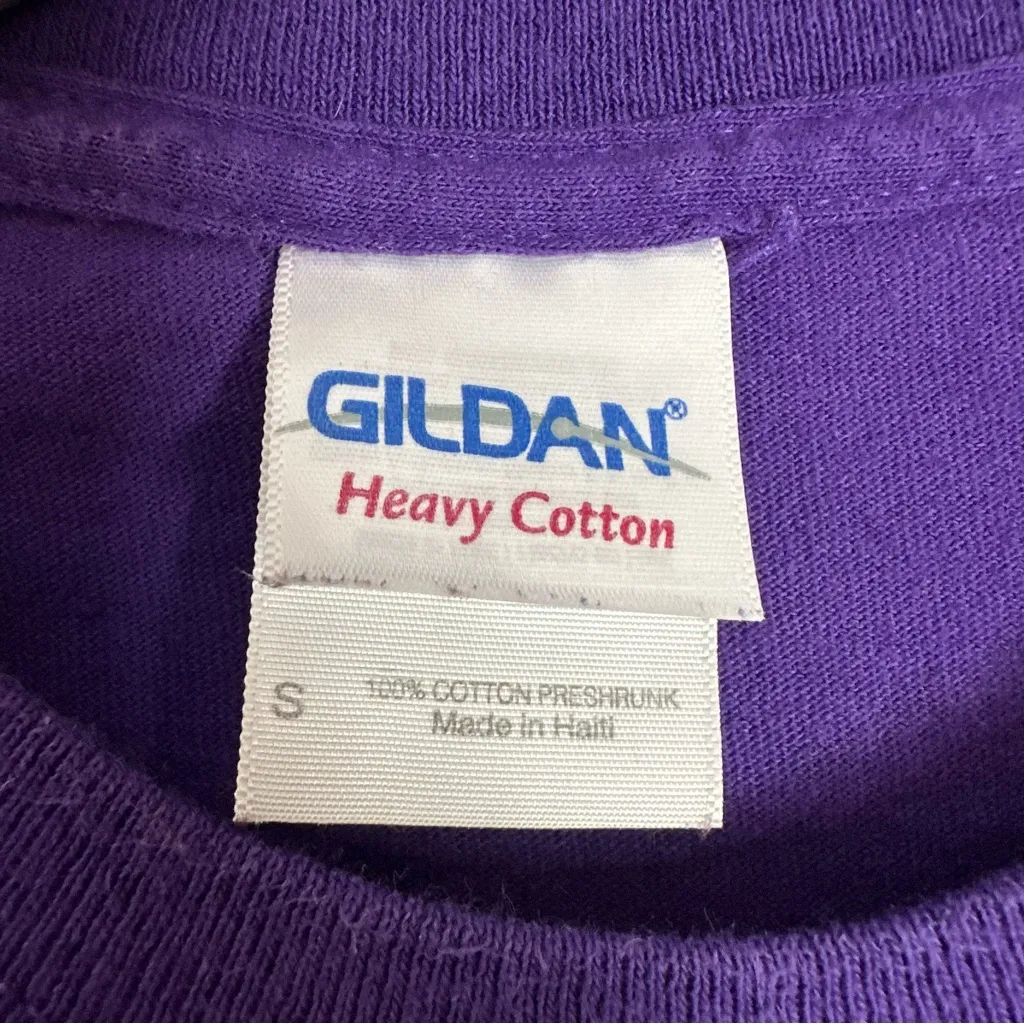 GILDAN®
Heavy Cotton
S
100% COTTON PRESHRUNK
Made in Haiti